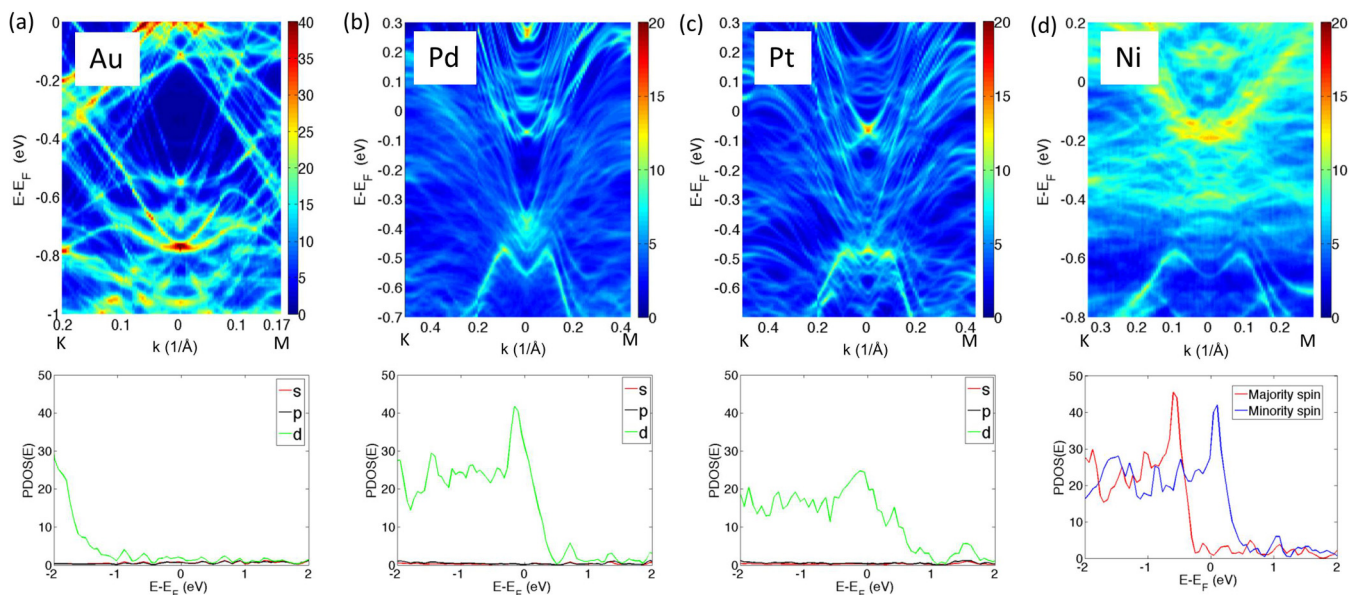 (a)
Au
0
-0.2
-0.4
-0.6
-0.8
-1
E-E_F (eV)
0.2
0.1
0
0.1
0.17
K
k (1/Å)
M
40
35
30
25
20
15
10
5
0
(b)
Pd
0.3
0.2
0.1
0
-0.1
-0.2
-0.3
-0.4
-0.5
-0.6
-0.7
E-E_F (eV)
0.4
0.2
0
0.2
0.4
K
k (1/Å)
M
20
15
10
5
0
(c)
Pt
0.3
0.2
0.1
0
-0.1
-0.2
-0.3
-0.4
-0.5
-0.6
E-E_F (eV)
0.4
0.2
0
0.2
0.4
K
k (1/Å)
M
20
15
10
5
0
(d)
Ni
0.2
0
-0.2
-0.4
-0.6
-0.8
E-E_F (eV)
0.3
0.2
0.1
0
0.1
0.2
K
k (1/Å)
M
20
15
10
5
0
50
40
30
20
10
0
PDOS(E)
-2
-1
0
1
2
E-E_F (eV)
s
p
d
50
40
30
20
10
0
PDOS(E)
-2
-1
0
1
2
E-E_F (eV)
s
p
d
50
40
30
20
10
0
PDOS(E)
-2
-1
0
1
2
E-E_F (eV)
s
p
d
50
40
30
20
10
0
PDOS(E)
-2
-1
0
1
2
E-E_F (eV)
Majority spin
Minority spin